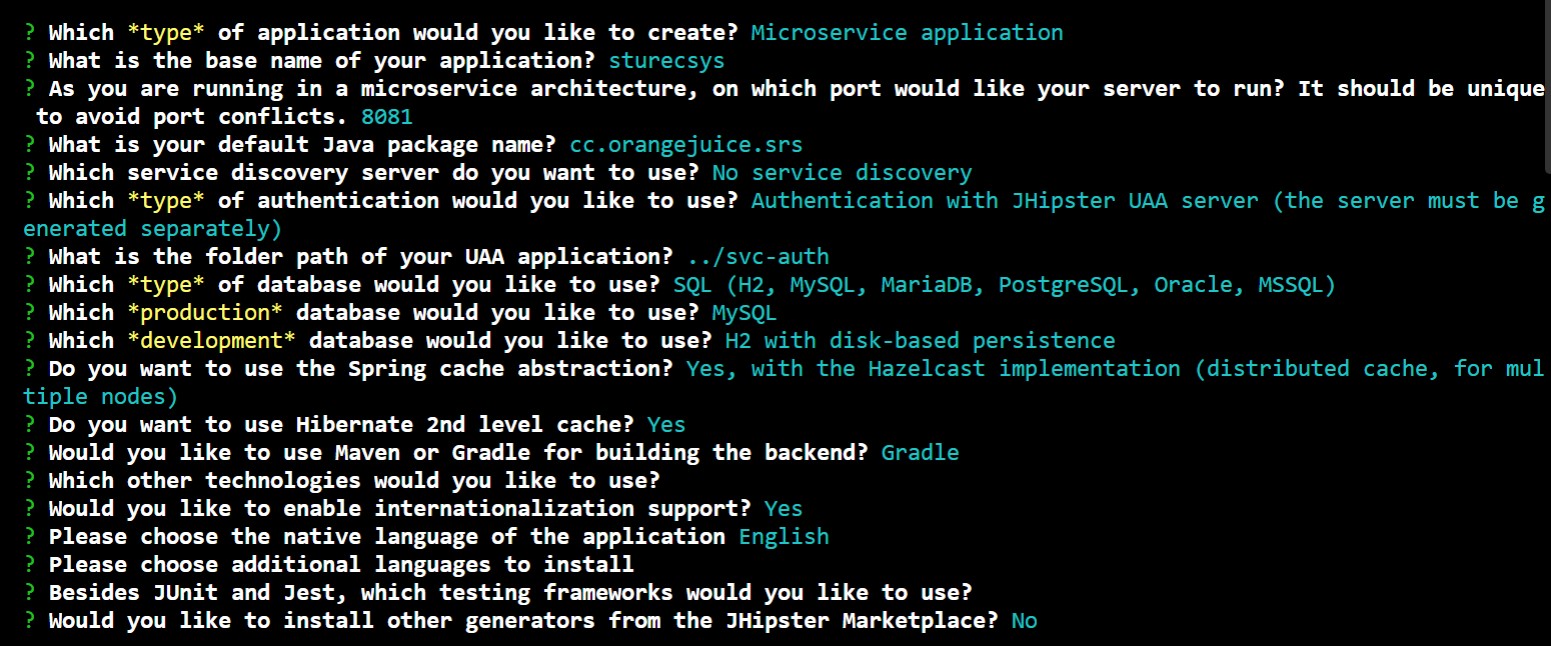 ? Which *type* of application would you like to create? Microservice application
? What is the base name of your application? sturecsys
? As you are running in a microservice architecture, on which port would like your server to run? It should be unique
to avoid port conflicts. 8081
? What is your default Java package name? cc.orangejuice.srs
? Which service discovery server do you want to use? No service discovery
? Which *type* of authentication would you like to use? Authentication with JHipster UAA server (the server must be g
enerated separately)
? What is the folder path of your UAA application? ../svc-auth
? Which *type* of database would you like to use? SQL (H2, MySQL, MariaDB, PostgreSQL, Oracle, MSSQL)
? Which *production* database would you like to use? MySQL
? Which *development* database would you like to use? H2 with disk-based persistence
? Do you want to use the Spring cache abstraction? Yes, with the Hazelcast implementation (distributed cache, for mul
tiple nodes)
? Do you want to use Hibernate 2nd level cache? Yes
? Would you like to use Maven or Gradle for building the backend? Gradle
? Which other technologies would you like to use?
? Would you like to enable internationalization support? Yes
? Please choose the native language of the application English
? Please choose additional languages to install
? Besides JUnit and Jest, which testing frameworks would you like to use?
? Would you like to install other generators from the JHipster Marketplace? No